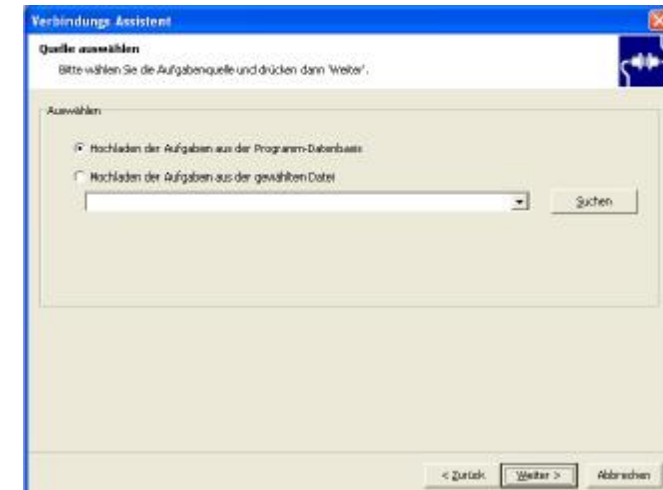 Verbindungs Assistent
Quelle auswählen
Bitte wählen Sie die Aufgabenquelle und drücken dann 'Weiter'.
Auswählen
Hochladen der Aufgaben aus der Programm-Datenbasis
Hochladen der Aufgaben aus der gewählten Datei
Suchen
< Zurück Weiter > Abbrechen